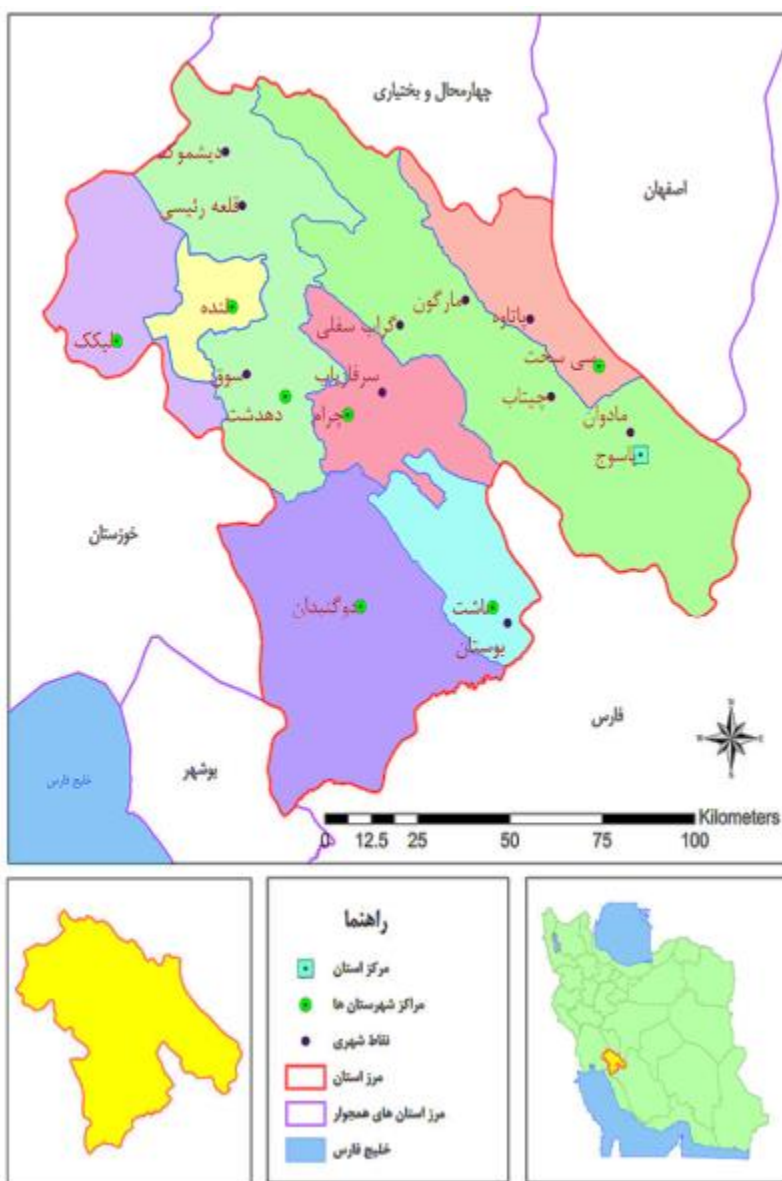 چهارمحال و بختیاری
اصفهان
دیشموک
قلعه رئیسی
لنده
لیکک
مارگون
پاتاوه
گراب سفلی
سی سخت
سرفاریاب
سوق
دهدشت
چرام
چیتاب
مادوان
یاسوج
خوزستان
دوگنبدان
باشت
بوستان
فارس
بوشهر
خلیج فارس
N
W E
S
0 12.5 25 50 75 100 Kilometers
راهنما
مرکز استان
مراکز شهرستان ها
نقاط شهری
مرز استان
مرز استان های همجوار
خلیج فارس